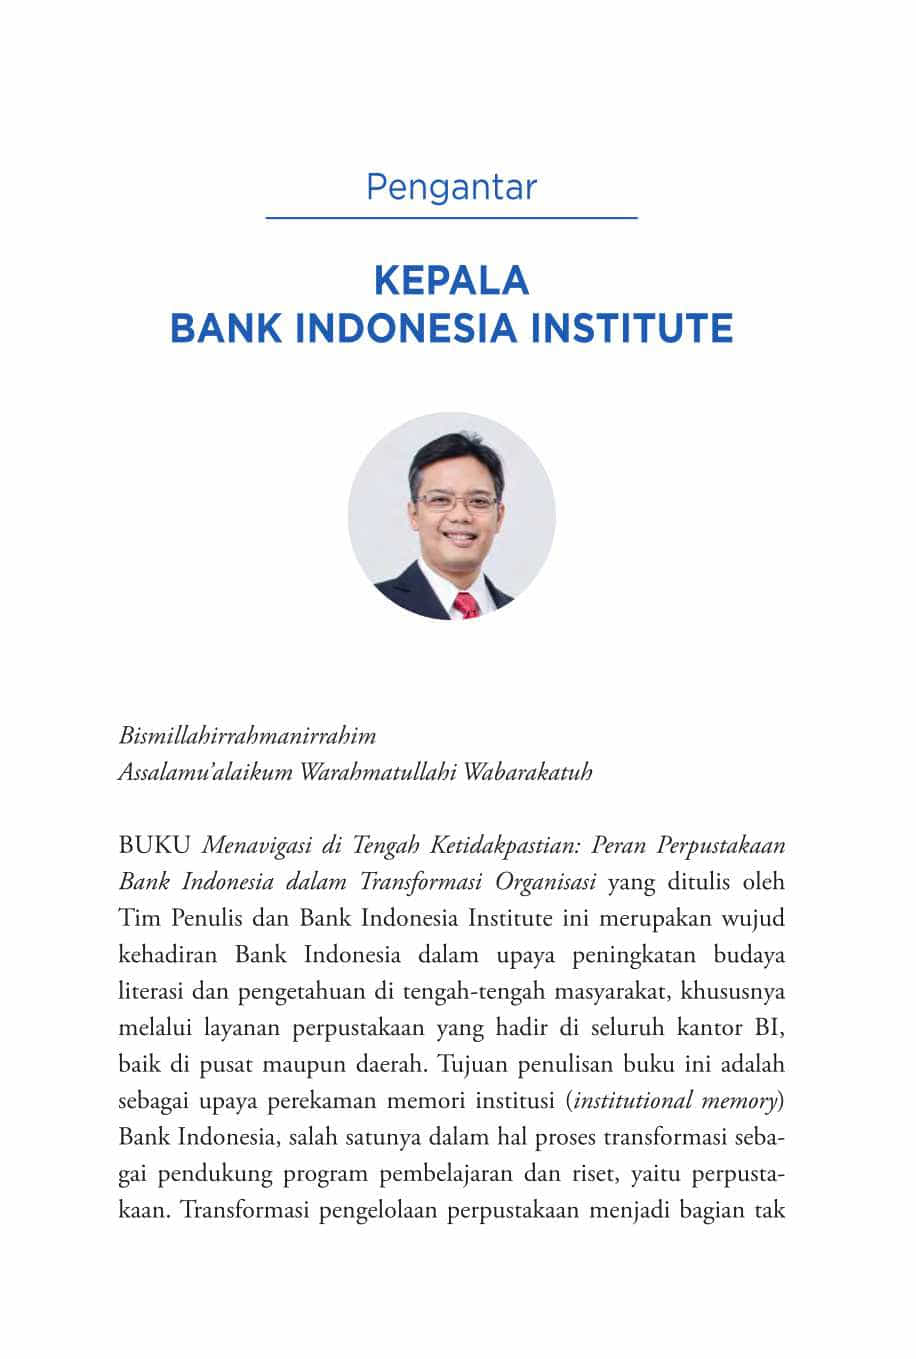 Pengantar
KEPALA
BANK INDONESIA INSTITUTE
Bismillahirrahmanirrahim
Assalamu’alaikum Warahmatullahi Wabarakatuh
BUKU Menavigasi di Tengah Ketidakpastian: Peran Perpustakaan
Bank Indonesia dalam Transformasi Organisasi yang ditulis oleh
Tim Penulis dan Bank Indonesia Institute ini merupakan wujud
kehadiran Bank Indonesia dalam upaya peningkatan budaya
literasi dan pengetahuan di tengah-tengah masyarakat, khususnya
melalui layanan perpustakaan yang hadir di seluruh kantor BI,
baik di pusat maupun daerah. Tujuan penulisan buku ini adalah
sebagai upaya perekaman memori institusi (institutional memory)
Bank Indonesia, salah satunya dalam hal proses transformasi seba-
gai pendukung program pembelajaran dan riset, yaitu perpusta-
kaan. Transformasi pengelolaan perpustakaan menjadi bagian tak